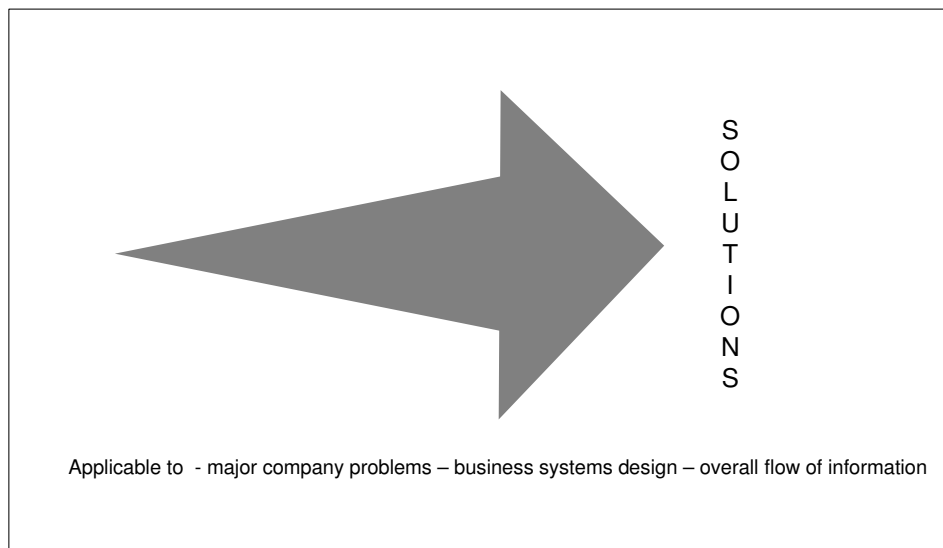 SOLUTIONS
Applicable to - major company problems – business systems design – overall flow of information